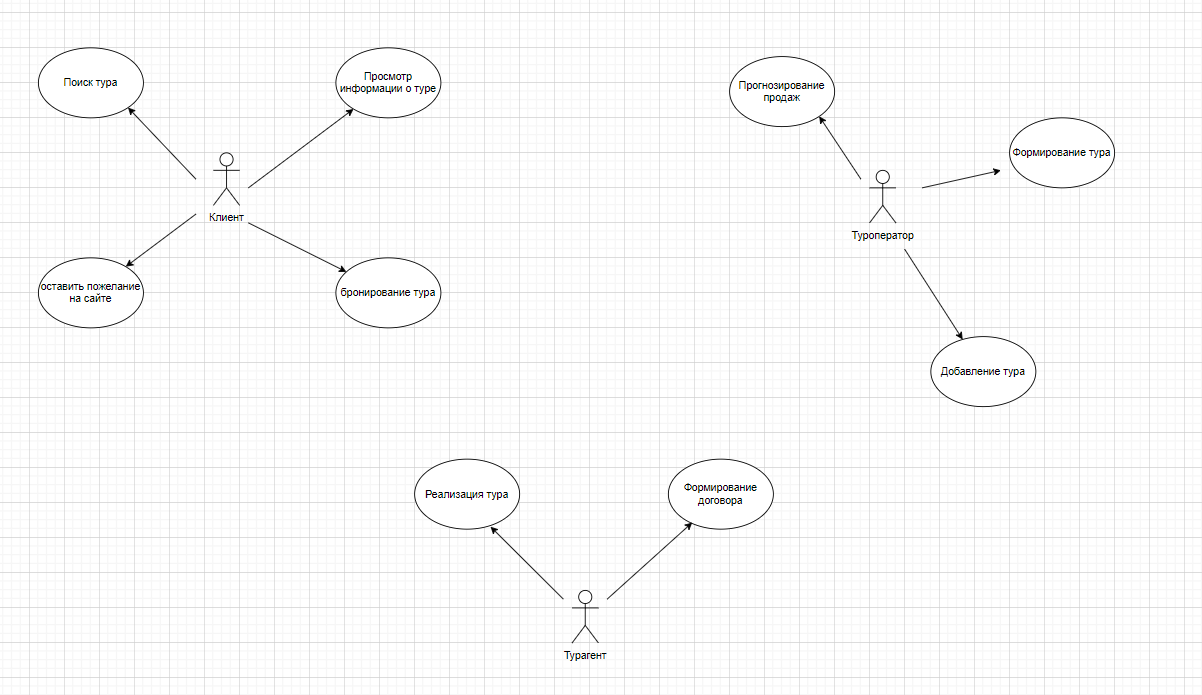 Поиск тура
Просмотр
информации о туре
Клиент
оставить пожелание
на сайте
бронирование тура
Прогнозирование
продаж
Формирование тура
Туроператор
Добавление тура
Реализация тура
Формирование
договора
Турагент